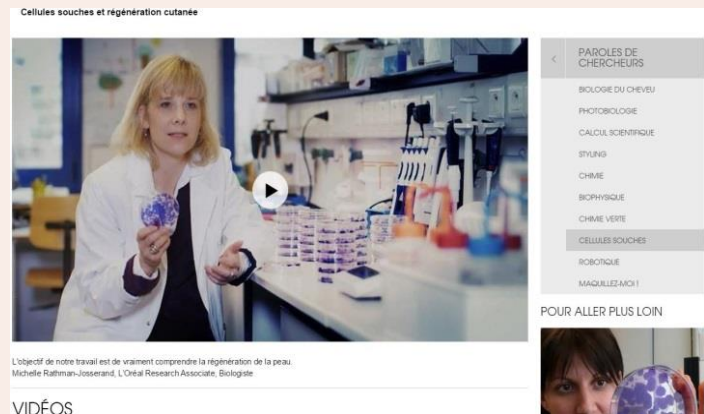 Cellules souches et régénération cutanée
PAROLES DE
CHERCHEURS
BIOLOGIE DU CHEVEU
PHOTOBIOLOGIE
CALCUL SCIENTIFIQUE
STYLING
CHIMIE
BIOPHYSIQUE
CHIMIE VERTE
CELLULES SOUCHES
ROBOTIQUE
MAQUILLEZ-MOI !
POUR ALLER PLUS LOIN
L'objectif de notre travail est de vraiment comprendre la régénération de la peau.
Michelle Rathman-Josserand, L'Oréal Research Associate, Biologiste
VIDÉOS